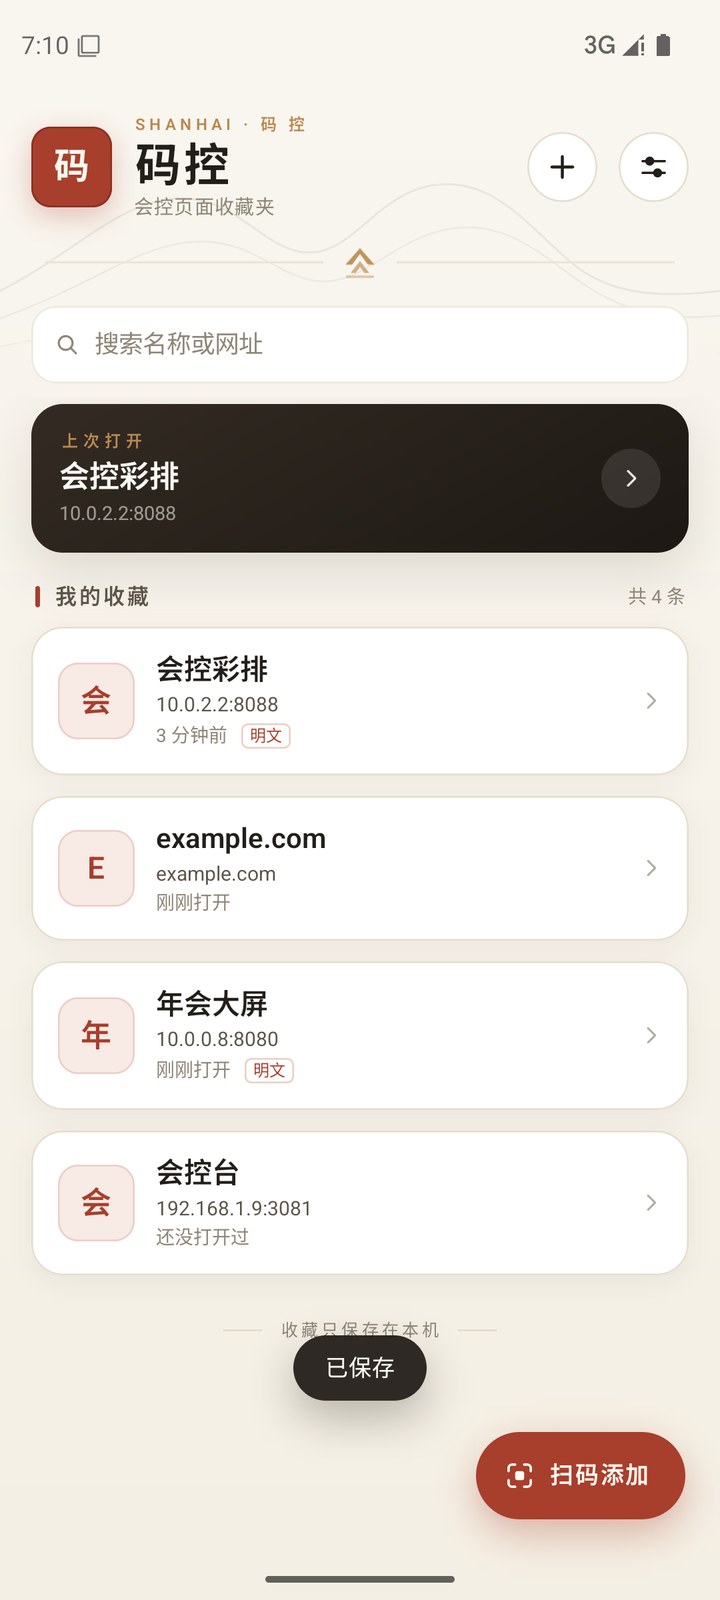 7:10
3G
码
SHANHAI · 码 控
码控
会控页面收藏夹
搜索名称或网址
上次打开
会控彩排
10.0.2.2:8088
我的收藏
共 4 条
会
会控彩排
10.0.2.2:8088
3 分钟前 明文
E
example.com
example.com
刚刚打开
年
年会大屏
10.0.0.8:8080
刚刚打开 明文
会
会控台
192.168.1.9:3081
还没打开过
收藏只保存在本机
已保存
扫码添加